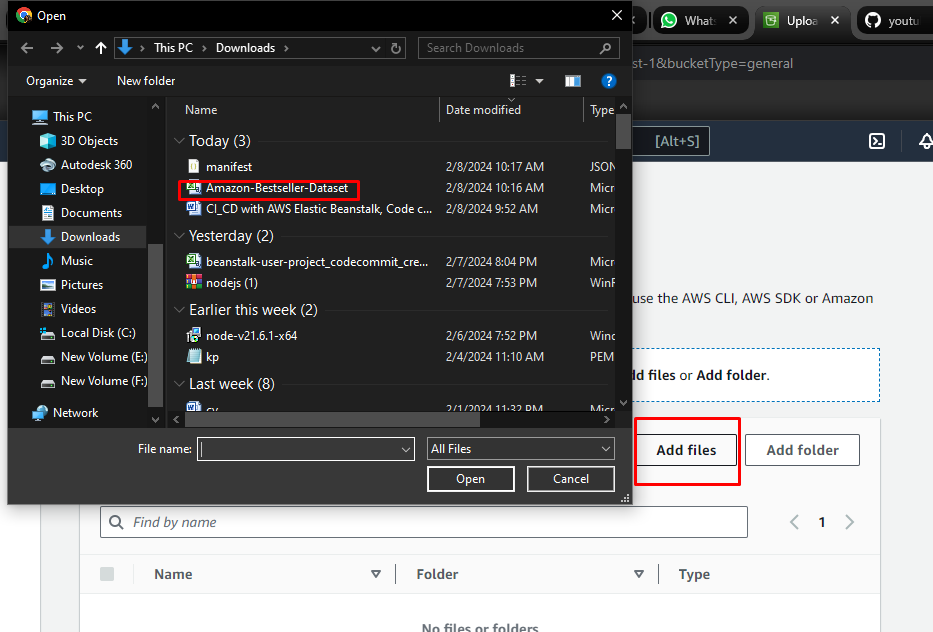 Open
Whats
Uploa
youtu
This PC
Downloads
Search Downloads
st-1&bucketType=general
Organize
New folder
Name
Date modified
Type
[Alt+S]
This PC
3D Objects
Autodesk 360
Desktop
Documents
Downloads
Music
Pictures
Videos
Local Disk (C:)
New Volume (E:)
New Volume (F:)
Network
Today (3)
manifest 2/8/2024 10:17 AM JSON
Amazon-Bestseller-Dataset 2/8/2024 10:16 AM Micr
CI_CD with AWS Elastic Beanstalk, Code c... 2/8/2024 9:52 AM Micr
Yesterday (2)
beanstalk-user-project_codecommit_cre... 2/7/2024 8:04 PM Micr
nodejs (1) 2/7/2024 7:53 PM WinR
Earlier this week (2)
node-v21.6.1-x64 2/6/2024 7:52 PM Wind
kp 2/4/2024 11:10 AM PEM
Last week (8)
cv 2/1/2024 11:32 PM Micr
use the AWS CLI, AWS SDK or Amazon
dd files or Add folder.
File name:
All Files
Open
Cancel
Add files
Add folder
Find by name
1
Name
Folder
Type
No files or folders